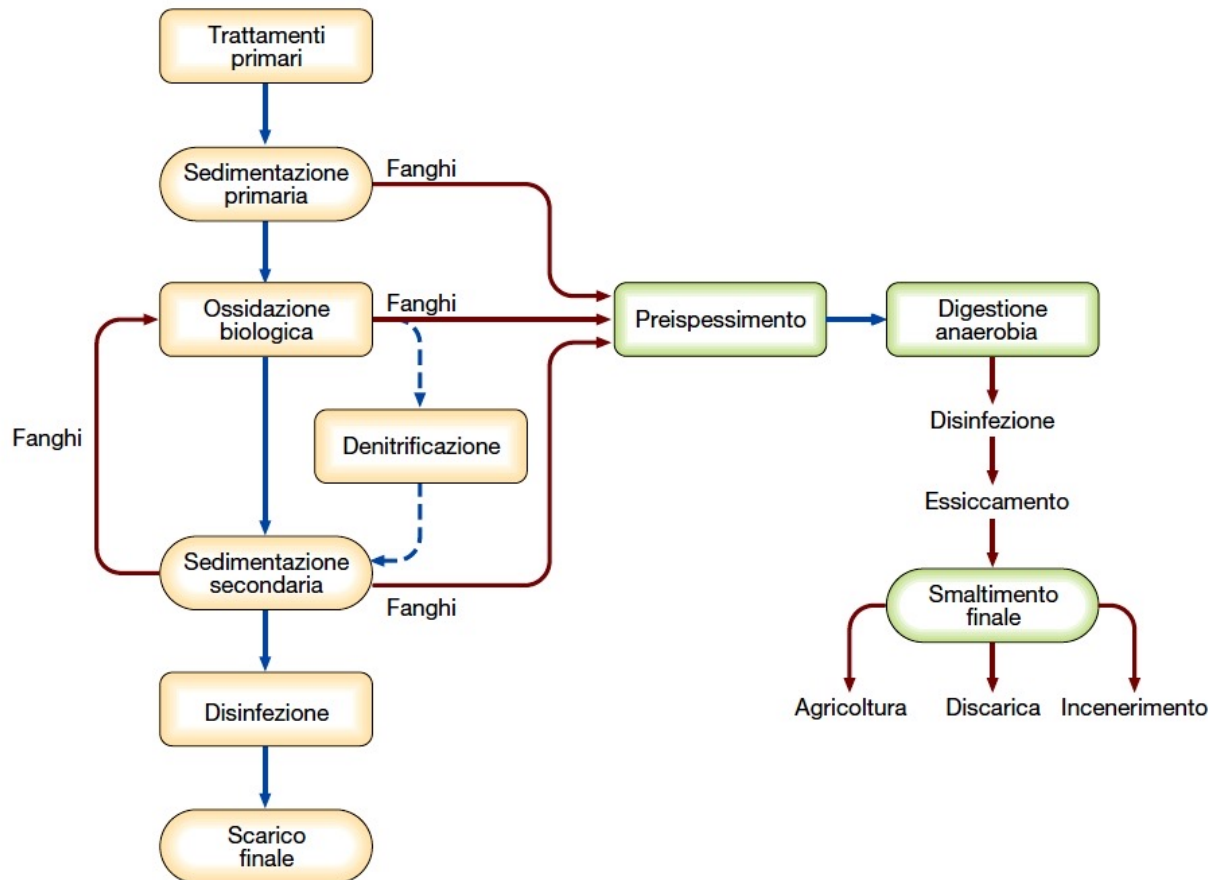 Trattamenti
primari
Sedimentazione
primaria
Fanghi
Ossidazione
biologica
Fanghi
Preispessimento
Digestione
anaerobia
Fanghi
Denitrificazione
Disinfezione
Essiccamento
Sedimentazione
secondaria
Fanghi
Smaltimento
finale
Disinfezione
Agricoltura
Discarica
Incenerimento
Scarico
finale